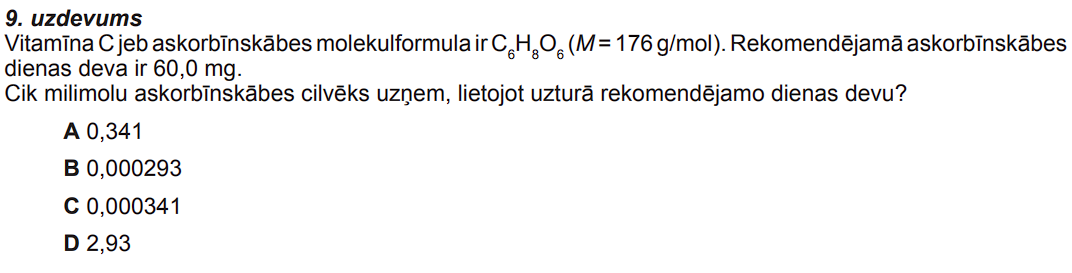 9. uzdevums
Vitamīna C jeb askorbīnskābes molekulformula ir C₆H₈O₆ (M = 176 g/mol). Rekomendējamā askorbīnskābes
dienas deva ir 60,0 mg.
Cik milimolu askorbīnskābes cilvēks uzņem, lietojot uzturā rekomendējamo dienas devu?
A 0,341
B 0,000293
C 0,000341
D 2,93